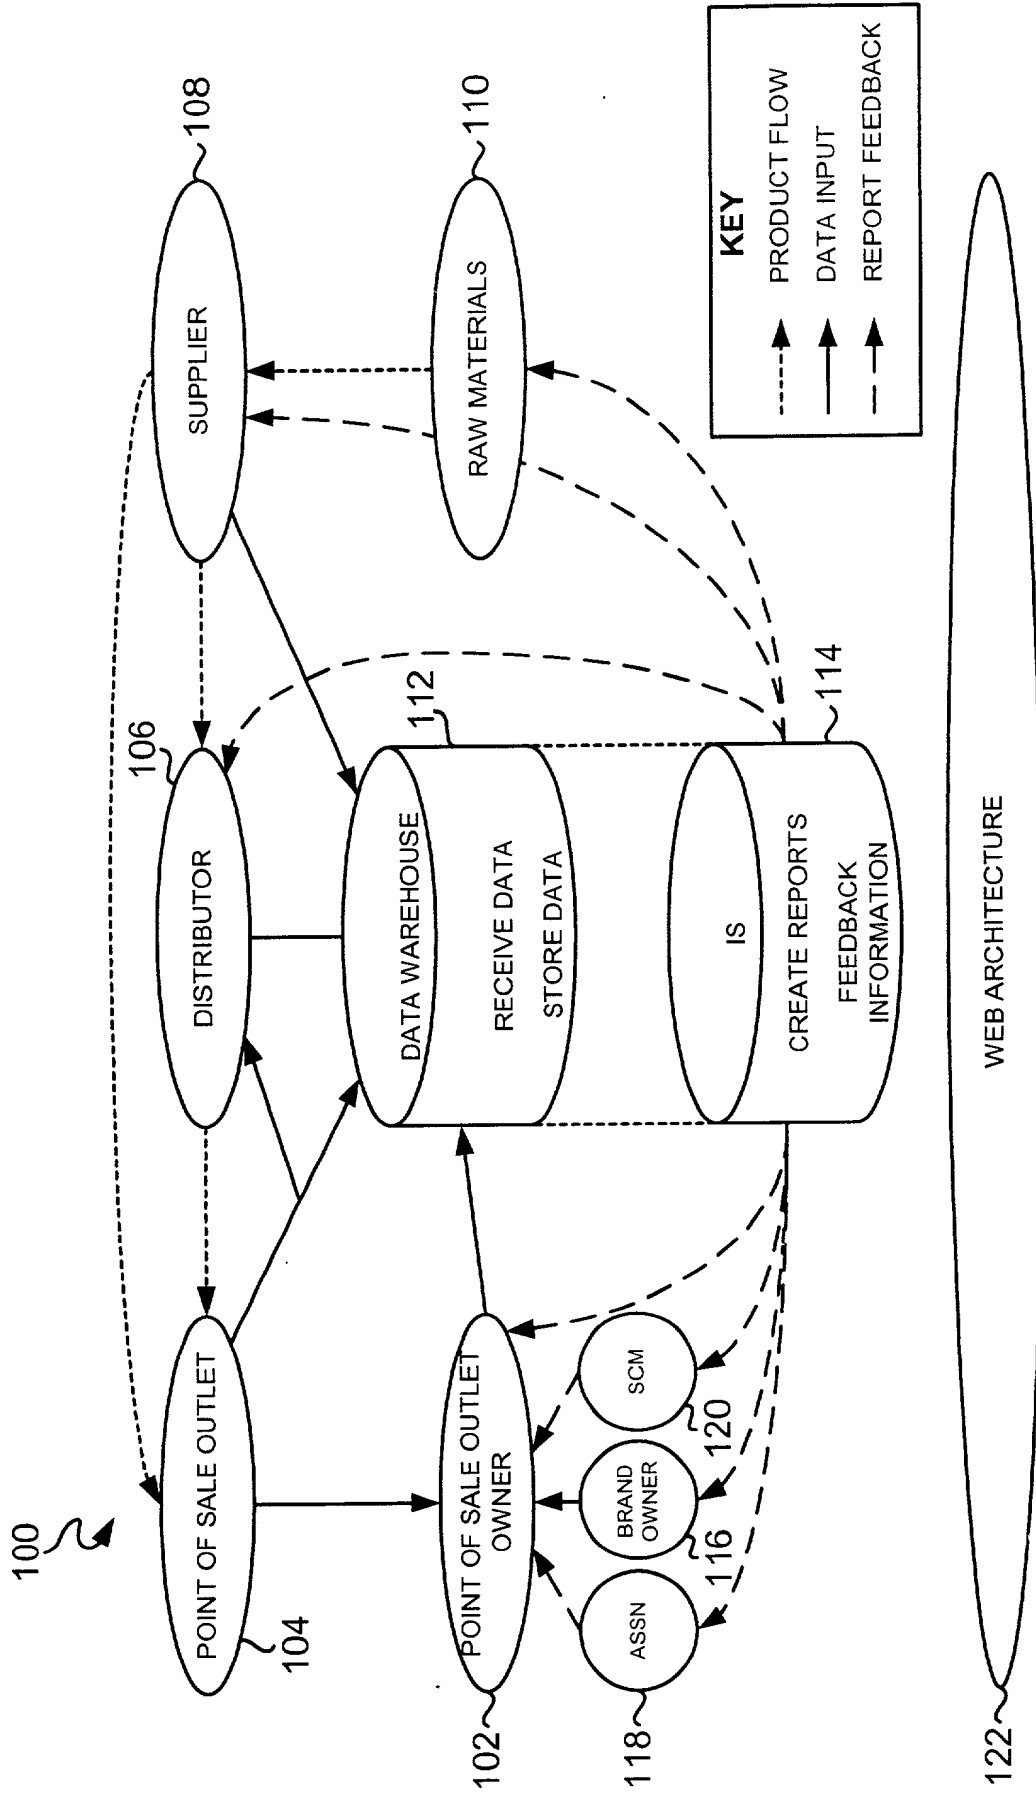 100
POINT OF SALE OUTLET
104
DISTRIBUTOR
106
SUPPLIER
108
POINT OF SALE OUTLET
OWNER
102
DATA WAREHOUSE
112
RECEIVE DATA
STORE DATA
RAW MATERIALS
110
ASSN
118
BRAND
OWNER
116
SCM
120
IS
CREATE REPORTS
FEEDBACK
INFORMATION
114
KEY
PRODUCT FLOW
DATA INPUT
REPORT FEEDBACK
WEB ARCHITECTURE
122